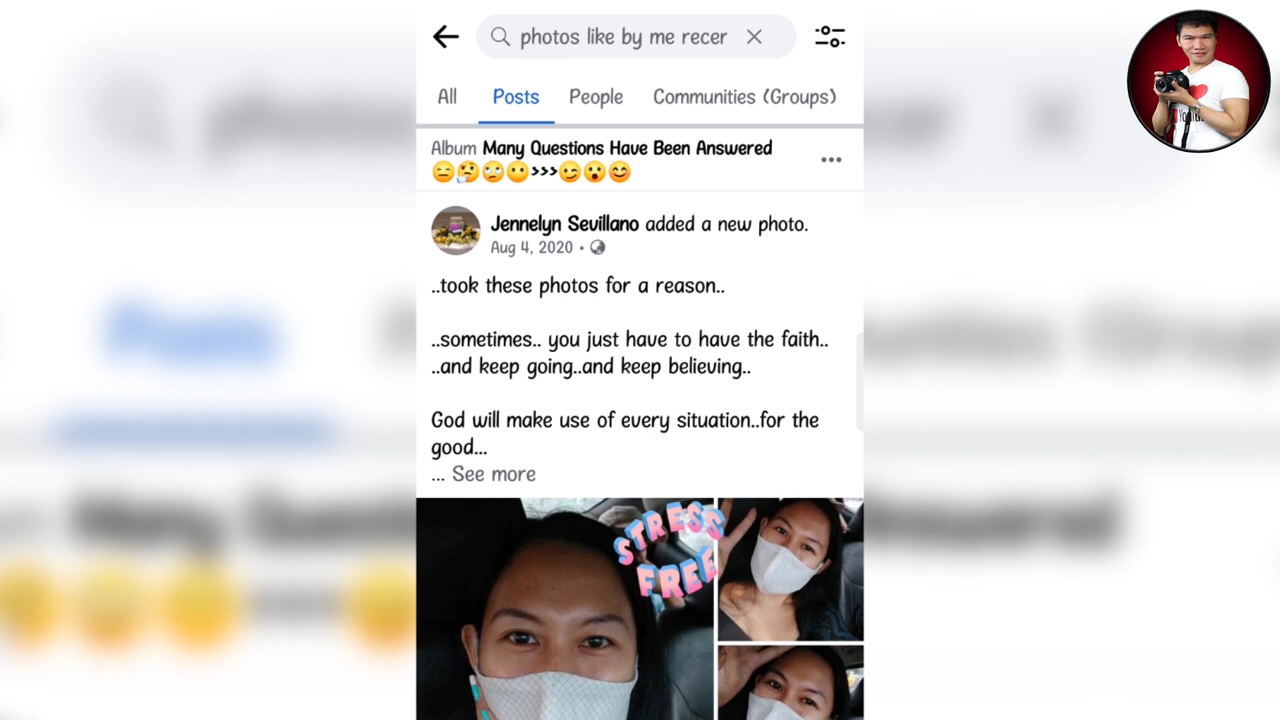 photos like by me recer
All Posts People Communities (Groups)
Album Many Questions Have Been Answered
😑🤔🙄😶>>>😉😮😊
Jennelyn Sevillano added a new photo.
Aug 4, 2020 •
..took these photos for a reason..
..sometimes.. you just have to have the faith..
..and keep going..and keep believing..
God will make use of every situation..for the
good...
... See more
STRESS
FREE